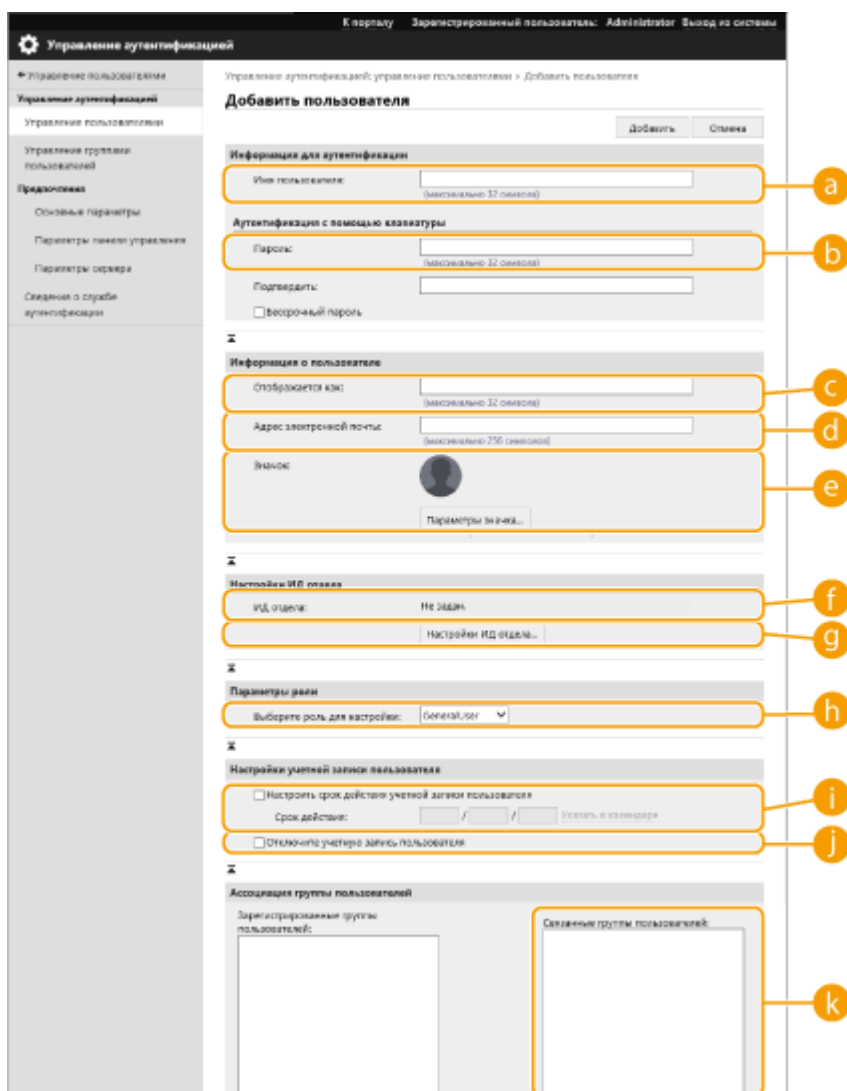 К порталу Зарегистрированный пользователь: Administrator Выход из системы
Управление аутентификацией
Управление пользователями
Управление аутентификацией: управление пользователями > Добавить пользователя
Управление аутентификацией
Добавить пользователя
Управление пользователями
Добавить Отмена
Управление группами
пользователей
Информация для аутентификации
Имя пользователя:
(максимально 32 символа)
a
Предпочтения
Основные параметры
Аутентификация с помощью клавиатуры
Параметры панели управления
Пароль:
(максимально 32 символа)
b
Параметры сервера
Подтвердить:
Сведения о службе
аутентификации
Бессрочный пароль
Информация о пользователе
Отображается как:
(максимально 32 символа)
c
Адрес электронной почты:
(максимально 256 символов)
d
Значок:
e
Параметры значка...
Настройки ИД отдела
ИД отдела: Не задан.
f
Настройки ИД отдела...
g
Параметры роли
Выберите роль для настройки: GeneralUser
h
Настройки учетной записи пользователя
Настроить срок действия учетной записи пользователя
Срок действия: / / Указать в календаре
i
Отключите учетную запись пользователя
j
Ассоциация группы пользователей
Зарегистрированные группы
пользователей:
Связанные группы пользователей:
k